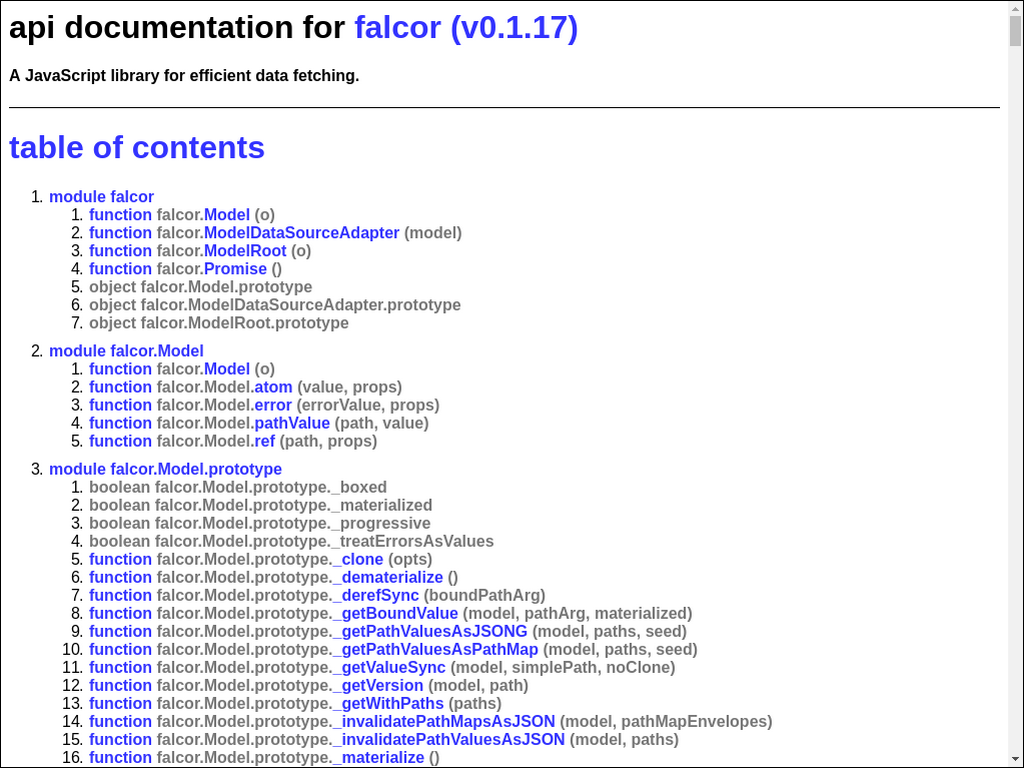 api documentation for falcor (v0.1.17)
A JavaScript library for efficient data fetching.
table of contents
1. module falcor
1. function falcor.Model (o)
2. function falcor.ModelDataSourceAdapter (model)
3. function falcor.ModelRoot (o)
4. function falcor.Promise ()
5. object falcor.Model.prototype
6. object falcor.ModelDataSourceAdapter.prototype
7. object falcor.ModelRoot.prototype
2. module falcor.Model
1. function falcor.Model (o)
2. function falcor.Model.atom (value, props)
3. function falcor.Model.error (errorValue, props)
4. function falcor.Model.pathValue (path, value)
5. function falcor.Model.ref (path, props)
3. module falcor.Model.prototype
1. boolean falcor.Model.prototype._boxed
2. boolean falcor.Model.prototype._materialized
3. boolean falcor.Model.prototype._progressive
4. boolean falcor.Model.prototype._treatErrorsAsValues
5. function falcor.Model.prototype._clone (opts)
6. function falcor.Model.prototype._dematerialize ()
7. function falcor.Model.prototype._derefSync (boundPathArg)
8. function falcor.Model.prototype._getBoundValue (model, pathArg, materialized)
9. function falcor.Model.prototype._getPathValuesAsJSONG (model, paths, seed)
10. function falcor.Model.prototype._getPathValuesAsPathMap (model, paths, seed)
11. function falcor.Model.prototype._getValueSync (model, simplePath, noClone)
12. function falcor.Model.prototype._getVersion (model, path)
13. function falcor.Model.prototype._getWithPaths (paths)
14. function falcor.Model.prototype._invalidatePathMapsAsJSON (model, pathMapEnvelopes)
15. function falcor.Model.prototype._invalidatePathValuesAsJSON (model, paths)
16. function falcor.Model.prototype._materialize ()